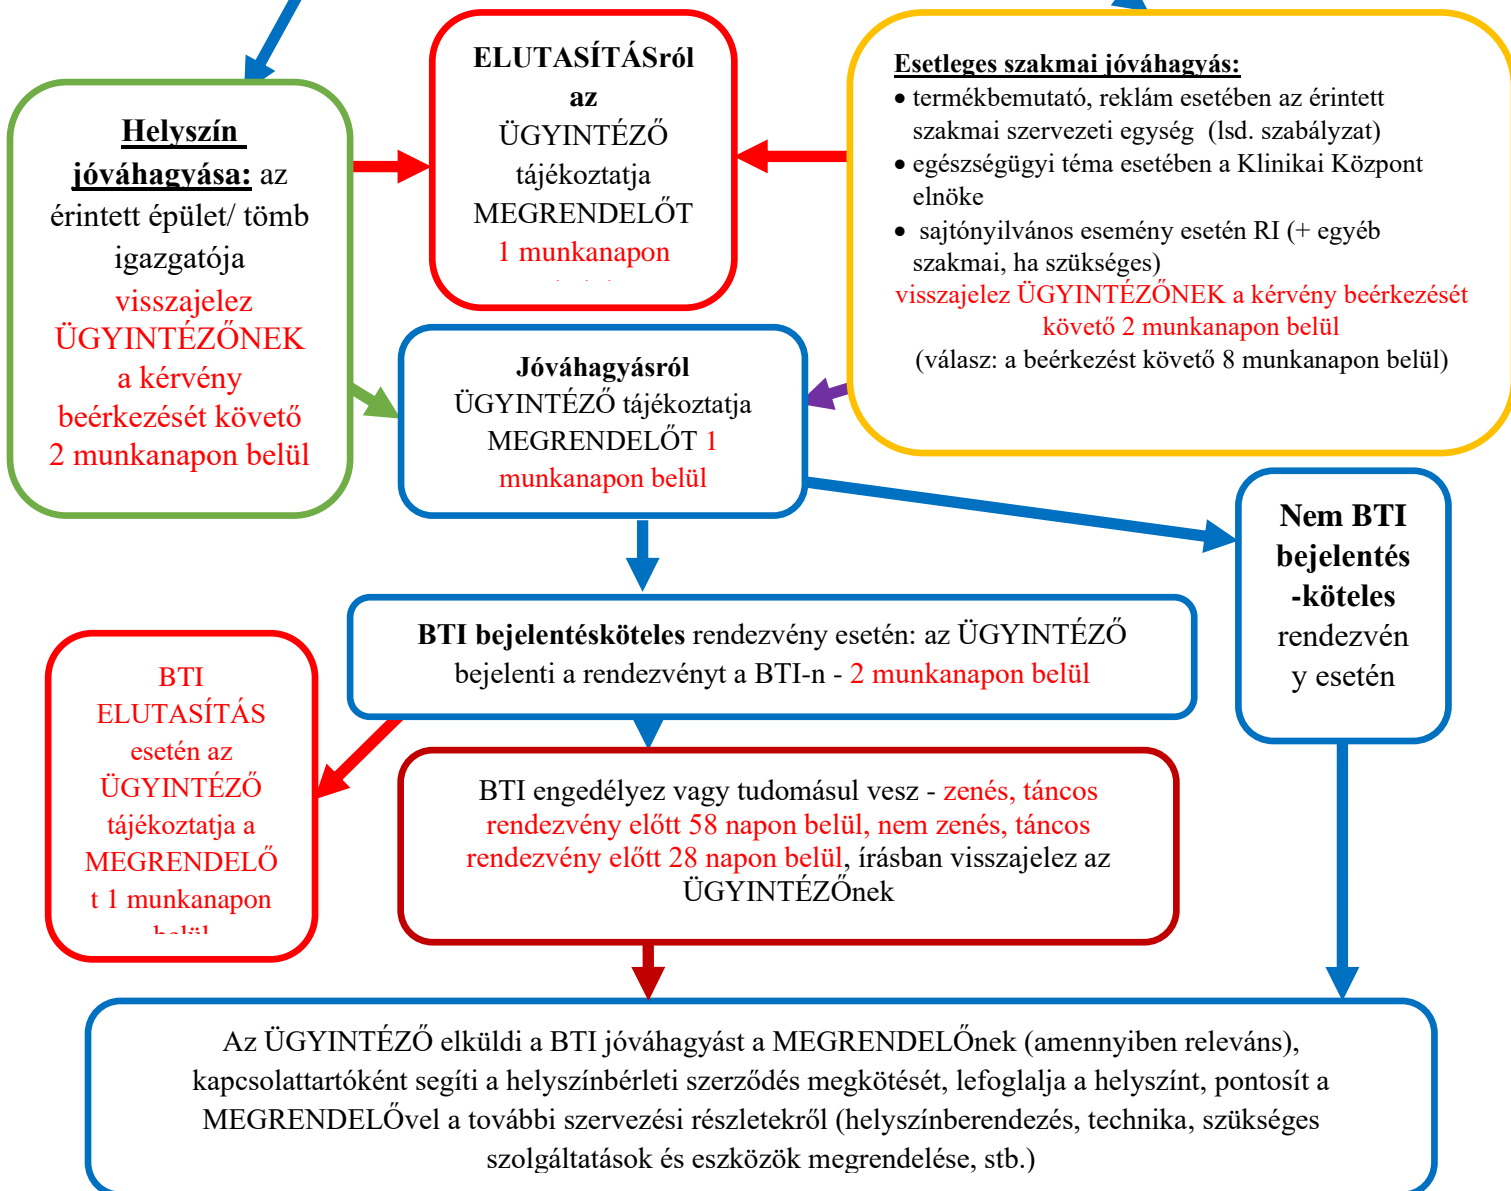 Helyszín
jóváhagyása: az
érintett épület/ tömb
igazgatója
visszajelez
ÜGYINTÉZŐNEK
a kérvény
beérkezését követő
2 munkanapon belül
ELUTASÍTÁSról
az
ÜGYINTÉZŐ
tájékoztatja
MEGRENDELŐT
1 munkanapon
Esetleges szakmai jóváhagyás:
• termékbemutató, reklám esetében az érintett
szakmai szervezeti egység (lsd. szabályzat)
• egészségügyi téma esetében a Klinikai Központ
elnöke
• sajtónyilvános esemény esetén RI (+ egyéb
szakmai, ha szükséges)
visszajelez ÜGYINTÉZŐNEK a kérvény beérkezését
követő 2 munkanapon belül
(válasz: a beérkezést követő 8 munkanapon belül)
Jóváhagyásról
ÜGYINTÉZŐ tájékoztatja
MEGRENDELŐT 1
munkanapon belül
Nem BTI
bejelentés
-köteles
rendezvén
y esetén
BTI bejelentésköteles rendezvény esetén: az ÜGYINTÉZŐ
bejelenti a rendezvényt a BTI-n - 2 munkanapon belül
BTI
ELUTASÍTÁS
esetén az
ÜGYINTÉZŐ
tájékoztatja a
MEGRENDELŐ
t 1 munkanapon
belül
BTI engedélyez vagy tudomásul vesz - zenés, táncos
rendezvény előtt 58 napon belül, nem zenés, táncos
rendezvény előtt 28 napon belül, írásban visszajelez az
ÜGYINTÉZŐnek
Az ÜGYINTÉZŐ elküldi a BTI jóváhagyást a MEGRENDELŐnek (amennyiben releváns),
kapcsolattartóként segíti a helyszínbérleti szerződés megkötését, lefoglalja a helyszínt, pontosít a
MEGRENDELŐvel a további szervezési részletekről (helyszínberendezés, technika, szükséges
szolgáltatások és eszközök megrendelése, stb.)